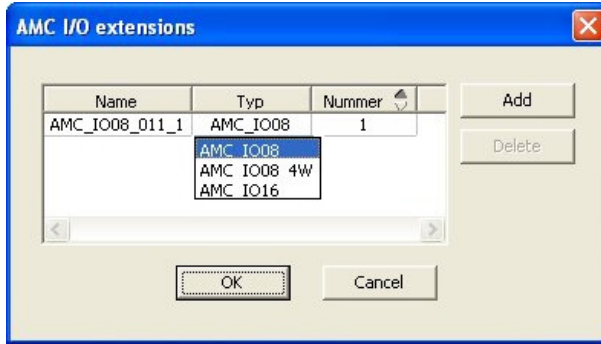 AMC I/O extensions
Name Typ Nummer
AMC_IO08_011_1 AMC_IO08 1
AMC_IO08
AMC_IO08_4W
AMC_IO16
Add
Delete
OK Cancel